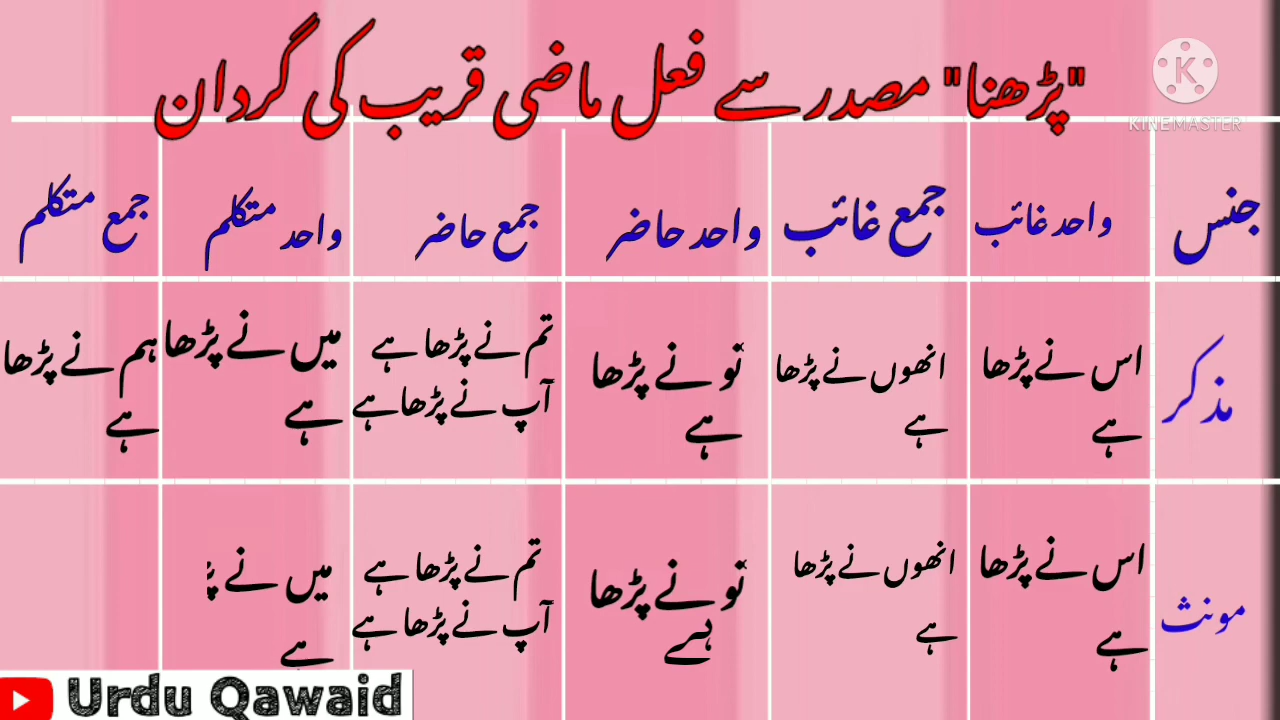 "پڑھنا" مصدر سے فعل ماضی قریب کی گردان
KINEMASTER
جنس واحد غائب جمع غائب واحد حاضر جمع حاضر واحد متکلم جمع متکلم
مذکر
اس نے پڑھا
ہے
انھوں نے پڑھا
ہے
تو نے پڑھا
ہے
تم نے پڑھا ہے
آپ نے پڑھا ہے
میں نے پڑھا
ہے
ہم نے پڑھا
ہے
مونث
اس نے پڑھا
ہے
انھوں نے پڑھا
ہے
تو نے پڑھا
ہے
تم نے پڑھا ہے
آپ نے پڑھا ہے
میں نے
ہے
Urdu Qawaid